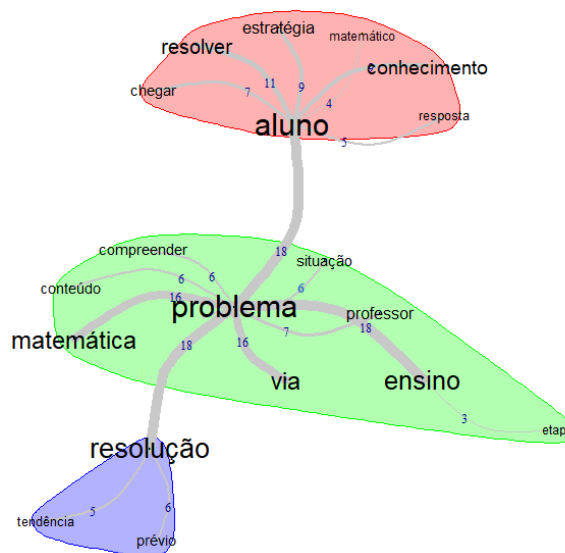 estratégia
matemático
resolver
conhecimento
11
9
4
chegar
7
aluno
resposta
5
18
compreender
situação
conteúdo
6
6
6
16
problema
professor
matemática
18
16
7
18
via
ensino
3
etap
resolução
tendência
5
6
prévio